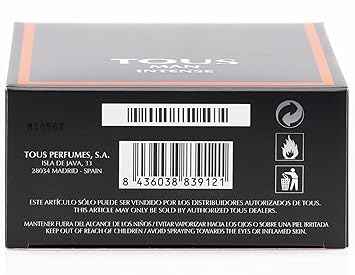 TOUS
MAN
INTENSE
M10562
TOUS PERFUMES, S.A.
ISLA DE JAVA, 33
28034 MADRID - SPAIN
8 436038 839121
ESTE ARTÍCULO SÓLO PUEDE SER VENDIDO POR
LOS DISTRIBUIDORES AUTORIZADOS DE TOUS.
THIS ARTICLE MAY ONLY BE SOLD BY AUTHORIZED TOUS DEALERS.
MANTENER FUERA DEL ALCANCE DE LOS NIÑOS / EVITAR VAPORIZAR HACIA LOS OJOS O SOBRE UNA PIEL IRRITADA
KEEP OUT OF REACH OF CHILDREN / AVOID SPRAYING TOWARDS THE EYES OR INFLAMED SKIN.